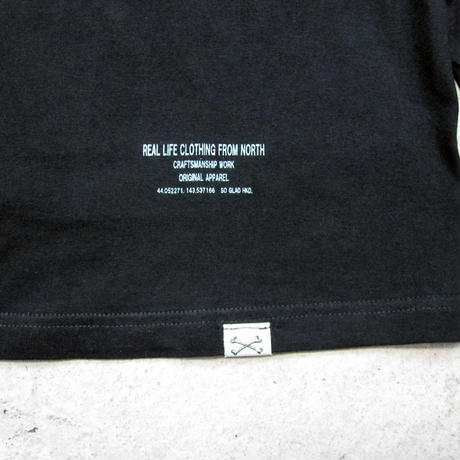 REAL LIFE CLOTHING FROM NORTH
CRAFTSMANSHIP WORK
ORIGINAL APPAREL
44.052271, 143.537166 SO GLAD HKD,